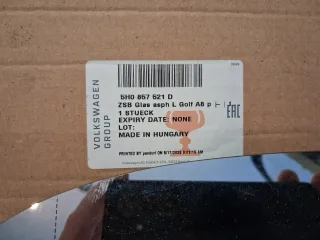 VOLKSWAGEN
GROUP
5H0 857 521 D
ZSB Glas asph L Golf A8 p
1 STUECK
EXPIRY DATE: NONE
LOT:
MADE IN HUNGARY
EAC